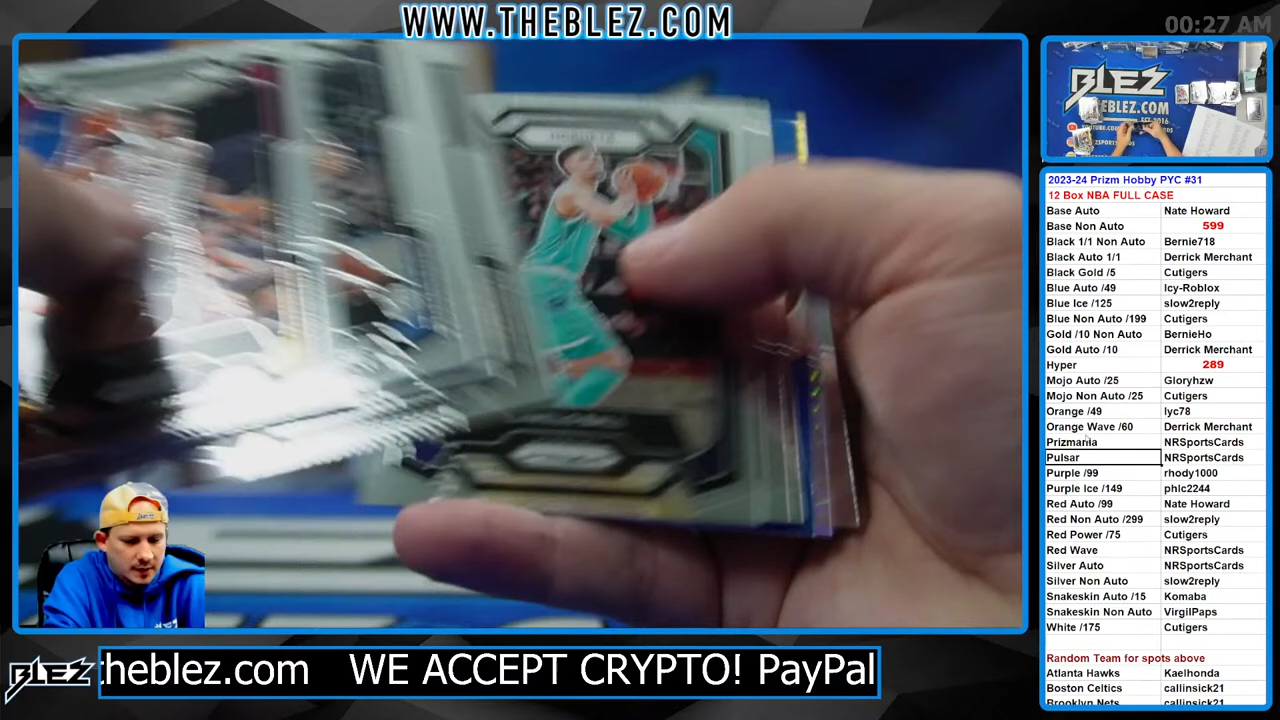 WWW.THEBLEZ.COM
00:27 AM
BLEZ
THEBLEZ.COM
HORNETS
2023-24 Prizm Hobby PYC #31
12 Box NBA FULL CASE
Base Auto Nate Howard
Base Non Auto 599
Black 1/1 Non Auto Bernie718
Black Auto 1/1 Derrick Merchant
Black Gold /5 Cutigers
Blue Auto /49 Icy-Roblox
Blue Ice /125 slow2reply
Blue Non Auto /199 Cutigers
Gold /10 Non Auto BernieHo
Gold Auto /10 Derrick Merchant
Hyper 289
Mojo Auto /25 Gloryhzw
Mojo Non Auto /25 Cutigers
Orange /49 lyc78
Orange Wave /60 Derrick Merchant
Prizmania NRSportsCards
Pulsar NRSportsCards
Purple /99 rhody1000
Purple Ice /149 phlc2244
Red Auto /99 Nate Howard
Red Non Auto /299 slow2reply
Red Power /75 Cutigers
Red Wave NRSportsCards
Silver Auto NRSportsCards
Silver Non Auto slow2reply
Snakeskin Auto /15 Komaba
Snakeskin Non Auto VirgilPaps
White /175 Cutigers
Random Team for spots above
Atlanta Hawks Kaelhonda
Boston Celtics callinsick21
Brooklyn Nets callinsick21
BLEZ
theblez.com WE ACCEPT CRYPTO! PayPal